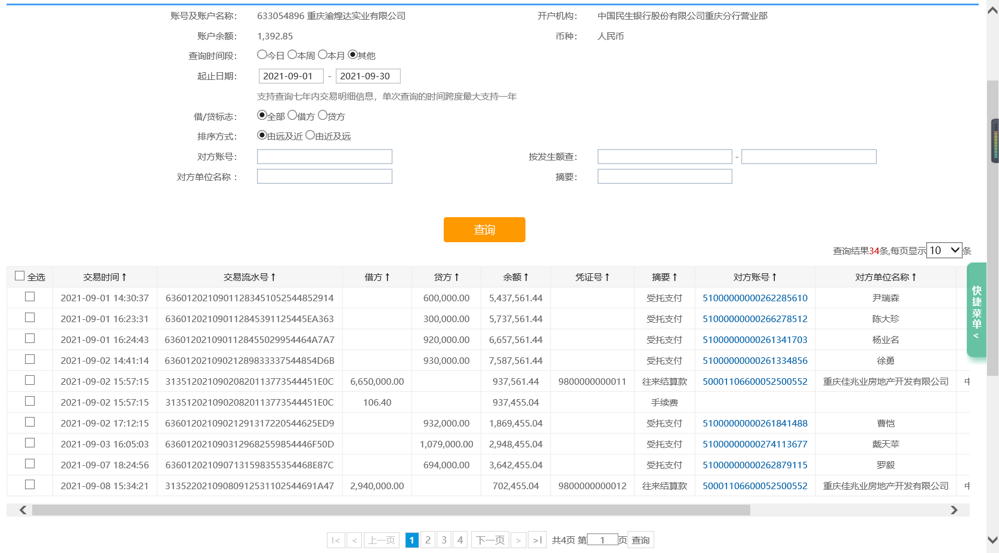 账号及账户名称： 633054896 重庆渝煌达实业有限公司 开户机构： 中国民生银行股份有限公司重庆分行营业部
账户余额： 1,392.85 币种： 人民币
查询时间段： 今日 本周 本月 其他
起止日期： 2021-09-01 - 2021-09-30
支持查询七年内交易明细信息，单次查询的时间跨度最大支持一年
借/贷标志： 全部 借方 贷方
排序方式： 由远及近 由近及远
对方账号： 按发生额查： -
对方单位名称 ： 摘要：
查询
查询结果34条,每页显示 10 条
全选 交易时间↑ 交易流水号↑ 借方↑ 贷方↑ 余额↑ 凭证号↑ 摘要↑ 对方账号↑ 对方单位名称↑
2021-09-01 14:30:37 63601202109011283451052544852914 600,000.00 5,437,561.44 受托支付 51000000000262285610 尹瑞森
2021-09-01 16:23:31 636012021090112845391125445EA363 300,000.00 5,737,561.44 受托支付 51000000000266278512 陈大珍
2021-09-01 16:24:43 6360120210901128455029954464A7A7 920,000.00 6,657,561.44 受托支付 51000000000261341703 杨业名
2021-09-02 14:41:14 6360120210902128983333754485​4D6B 930,000.00 7,587,561.44 受托支付 51000000000261334856 徐勇
2021-09-02 15:57:15 31351202109020820113773544451E0C 6,650,000.00 937,561.44 9800000000011 往来结算款 50001106600052500552 重庆佳兆业房地产开发有限公司
2021-09-02 15:57:15 31351202109020820113773544451E0C 106.40 937,455.04 手续费
2021-09-02 17:12:15 63601202109021291317220544625ED9 932,000.00 1,869,455.04 受托支付 51000000000261841488 曹恺
2021-09-03 16:05:03 63601202109031296825598​54446F50D 1,079,000.00 2,948,455.04 受托支付 51000000000274113677 戴天苹
2021-09-07 18:24:56 63601202109071315983553​54468E87C 694,000.00 3,642,455.04 受托支付 51000000000262879115 罗毅
2021-09-08 15:34:21 31352202109080912531102544691A47 2,940,000.00 702,455.04 9800000000012 往来结算款 50001106600052500552 重庆佳兆业房地产开发有限公司
快捷菜单 <
|< < 上一页 1 2 3 4 下一页 > >| 共4页 第 1 页 查询